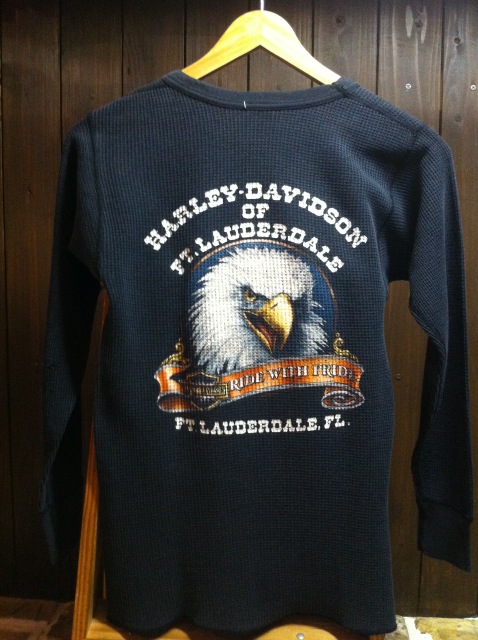 HARLEY-DAVIDSON
OF
FT. LAUDERDALE
RIDE WITH PRIDE
FT. LAUDERDALE, FL.